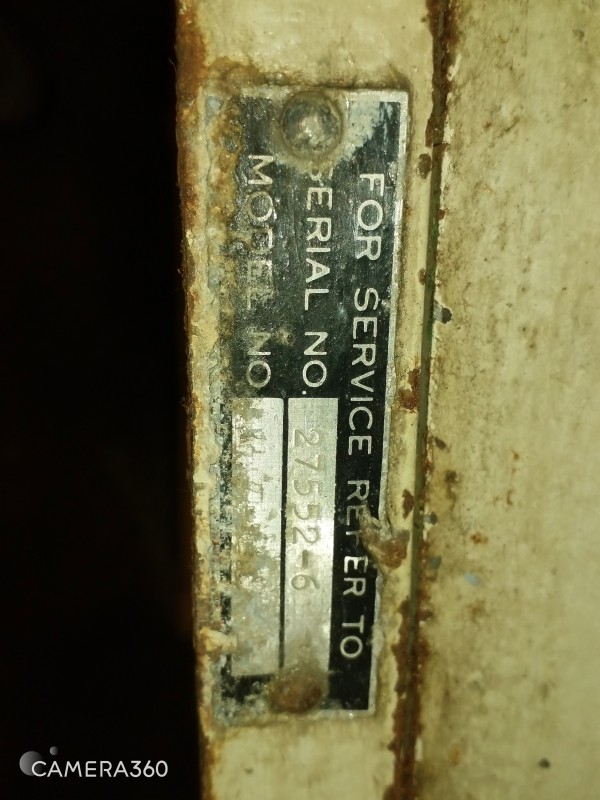 FOR SERVICE REFER TO
SERIAL NO. 27552-6
MODEL NO
CAMERA360